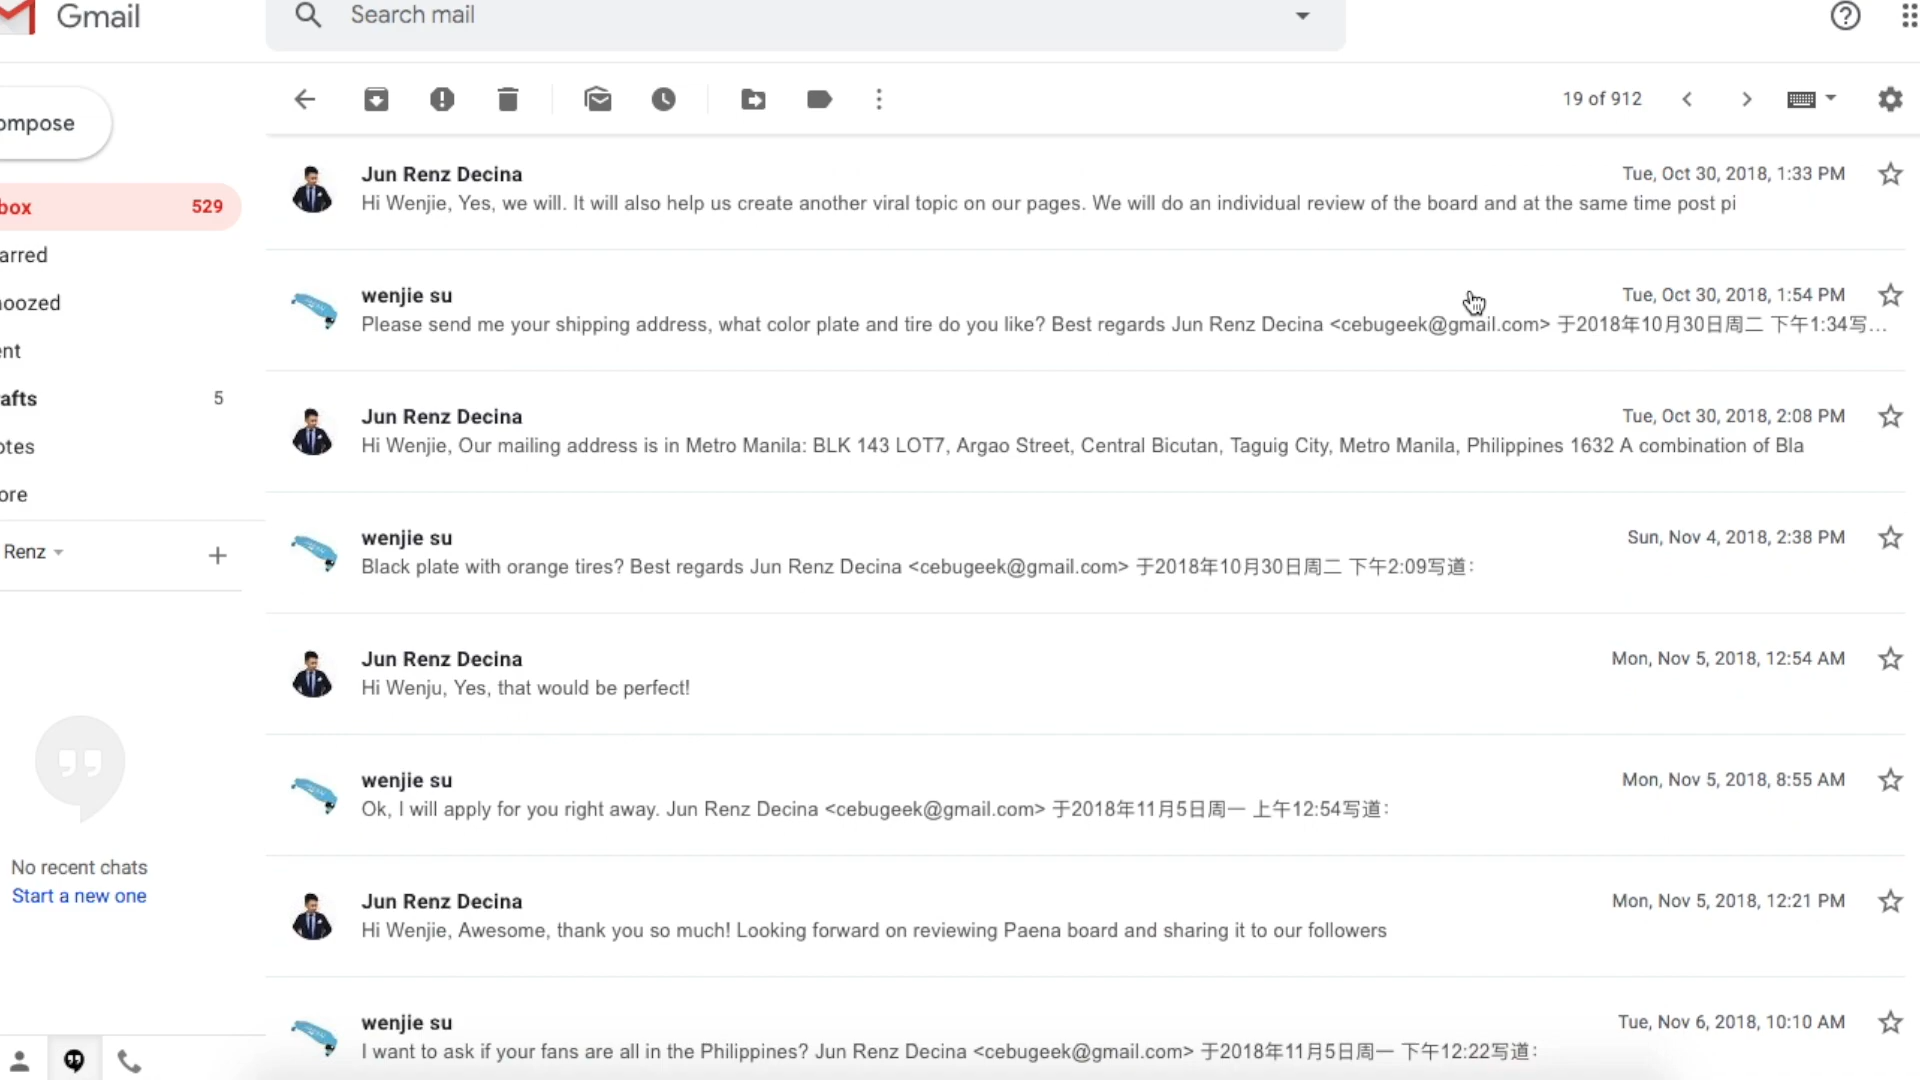 Gmail
Search mail
ompose
19 of 912
box 529
arred
noozed
ent
afts 5
otes
ore
Renz
No recent chats
Start a new one
Jun Renz Decina Tue, Oct 30, 2018, 1:33 PM
Hi Wenjie, Yes, we will. It will also help us create another viral topic on our pages. We will do an individual review of the board and at the same time post pi
wenjie su Tue, Oct 30, 2018, 1:54 PM
Please send me your shipping address, what color plate and tire do you like? Best regards Jun Renz Decina <cebugeek@gmail.com> 于2018年10月30日周二 下午1:34写…
Jun Renz Decina Tue, Oct 30, 2018, 2:08 PM
Hi Wenjie, Our mailing address is in Metro Manila: BLK 143 LOT7, Argao Street, Central Bicutan, Taguig City, Metro Manila, Philippines 1632 A combination of Bla
wenjie su Sun, Nov 4, 2018, 2:38 PM
Black plate with orange tires? Best regards Jun Renz Decina <cebugeek@gmail.com> 于2018年10月30日周二 下午2:09写道:
Jun Renz Decina Mon, Nov 5, 2018, 12:54 AM
Hi Wenju, Yes, that would be perfect!
wenjie su Mon, Nov 5, 2018, 8:55 AM
Ok, I will apply for you right away. Jun Renz Decina <cebugeek@gmail.com> 于2018年11月5日周一 上午12:54写道:
Jun Renz Decina Mon, Nov 5, 2018, 12:21 PM
Hi Wenjie, Awesome, thank you so much! Looking forward on reviewing Paena board and sharing it to our followers
wenjie su Tue, Nov 6, 2018, 10:10 AM
I want to ask if your fans are all in the Philippines? Jun Renz Decina <cebugeek@gmail.com> 于2018年11月5日周一 下午12:22写道: